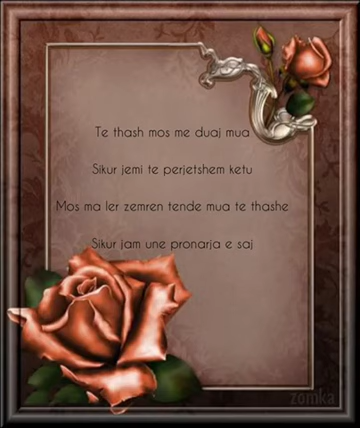 Te thash mos me duaj mua
Sikur jemi te perjetshem ketu
Mos ma ler zemren tende mua te thashe
Sikur jam une pronarja e saj
zomka